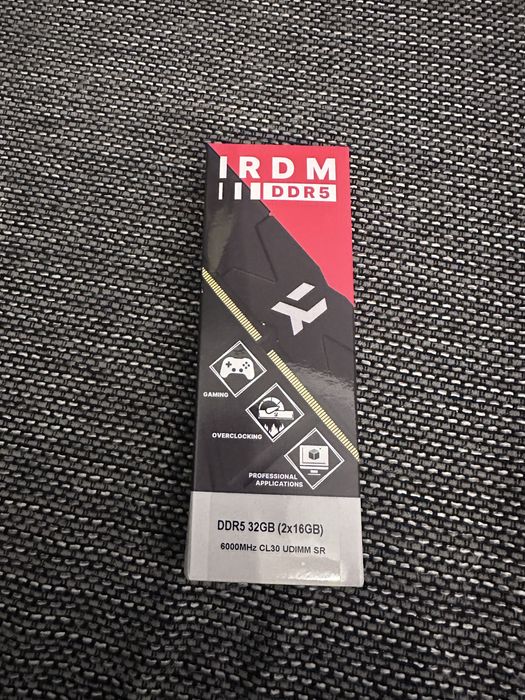 IRDM
DDR5
GAMING
OVERCLOCKING
PROFESSIONAL
APPLICATIONS
DDR5 32GB (2x16GB)
6000MHz CL30 UDIMM SR